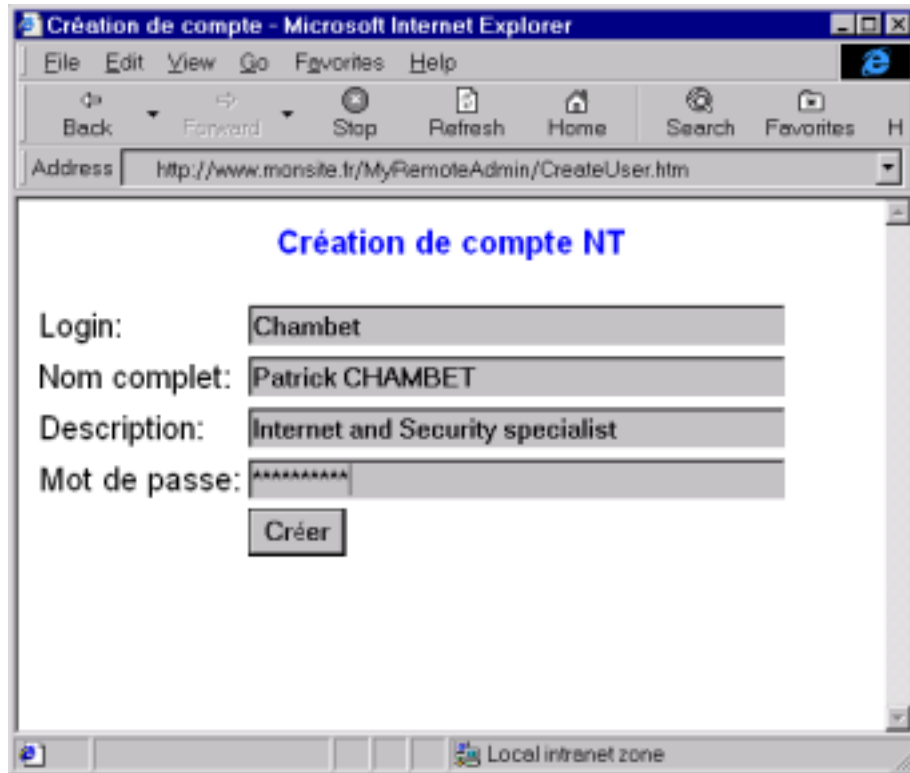 Création de compte - Microsoft Internet Explorer
File Edit View Go Favorites Help
Back Forward Stop Refresh Home Search Favorites H
Address http://www.monsite.fr/MyRemoteAdmin/CreateUser.htm
Création de compte NT
Login: Chambet
Nom complet: Patrick CHAMBET
Description: Internet and Security specialist
Mot de passe: **********
Créer
Local intranet zone